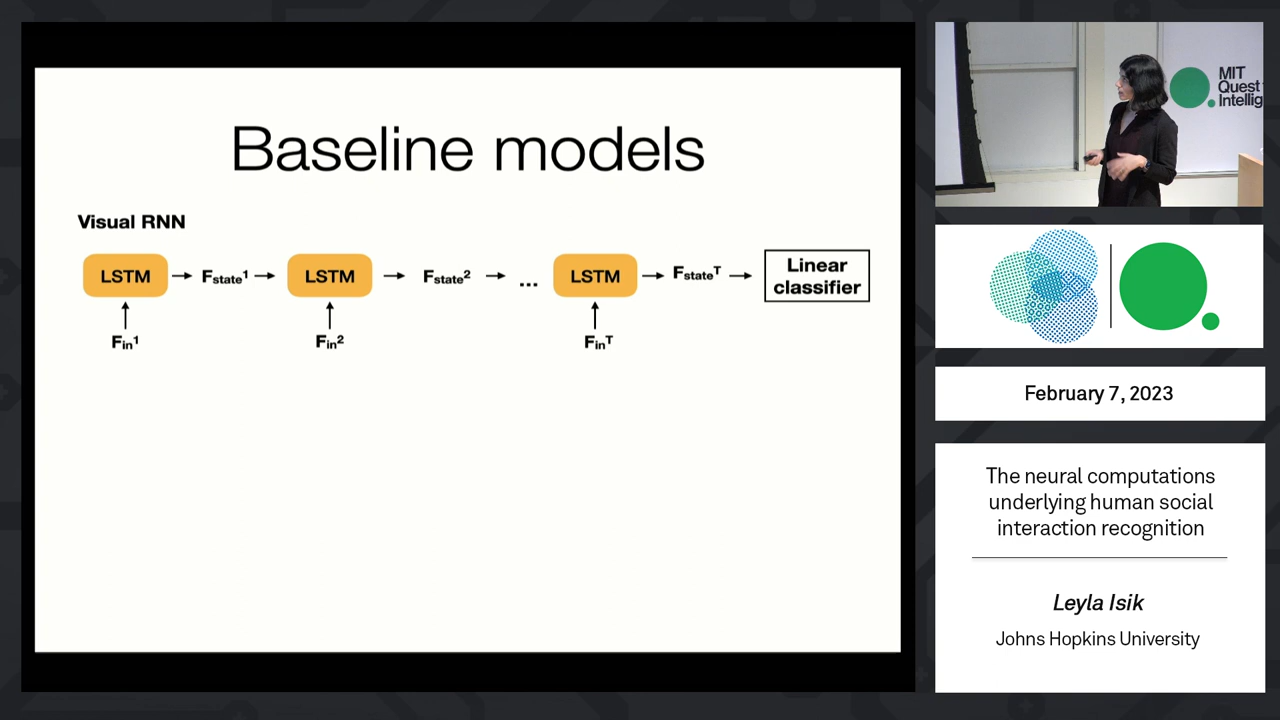 Baseline models
Visual RNN
LSTM
Fstate¹
LSTM
Fstate²
...
LSTM
FstateT
Linear
classifier
Fin¹
Fin²
FinT
MIT
Quest
Intellig
February 7, 2023
The neural computations
underlying human social
interaction recognition
Leyla Isik
Johns Hopkins University